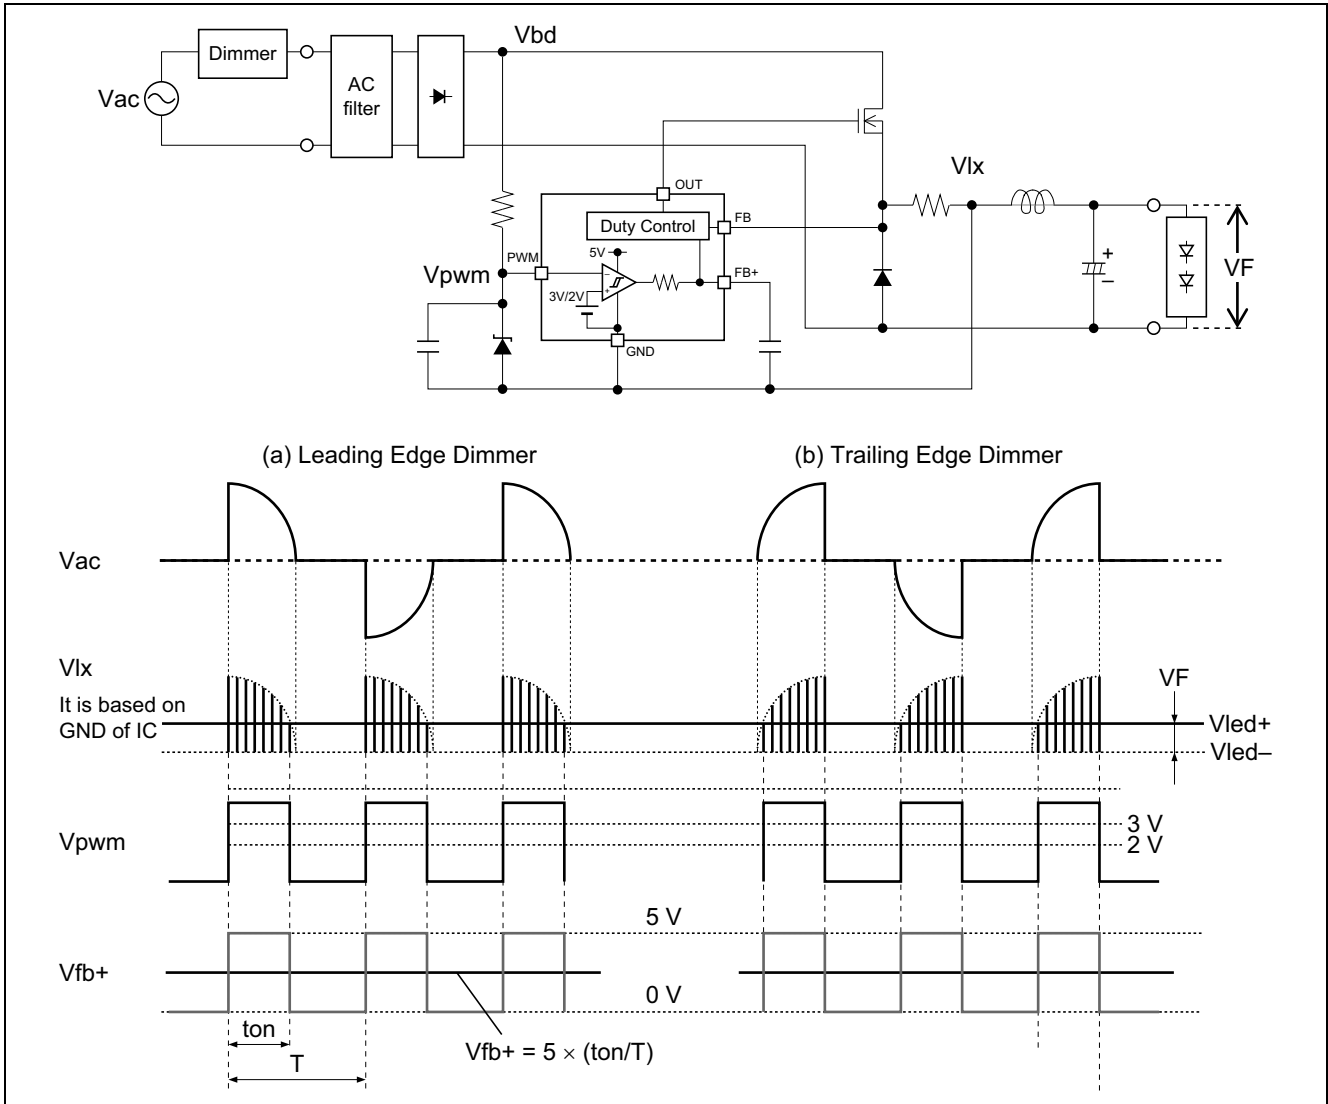 Vbd
Dimmer
AC
filter
Vac
Vlx
OUT
Duty Control
FB
5V
PWM
Vpwm
FB+
3V/2V
−
+
GND
+
−
VF
(a) Leading Edge Dimmer
(b) Trailing Edge Dimmer
Vac
Vlx
It is based on
GND of IC
VF
Vled+
Vled−
Vpwm
3 V
2 V
5 V
Vfb+
0 V
ton
T
Vfb+ = 5 × (ton/T)